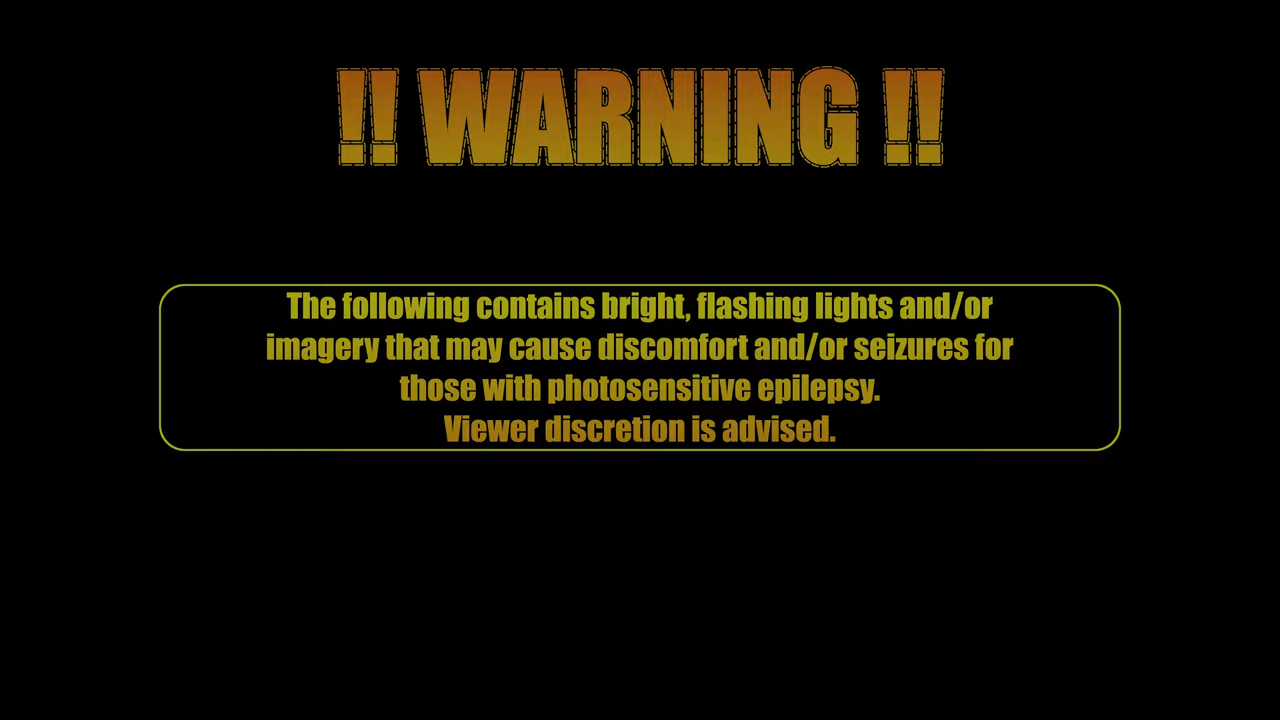 !! WARNING !!
The following contains bright, flashing lights and/or
imagery that may cause discomfort and/or seizures for
those with photosensitive epilepsy.
Viewer discretion is advised.